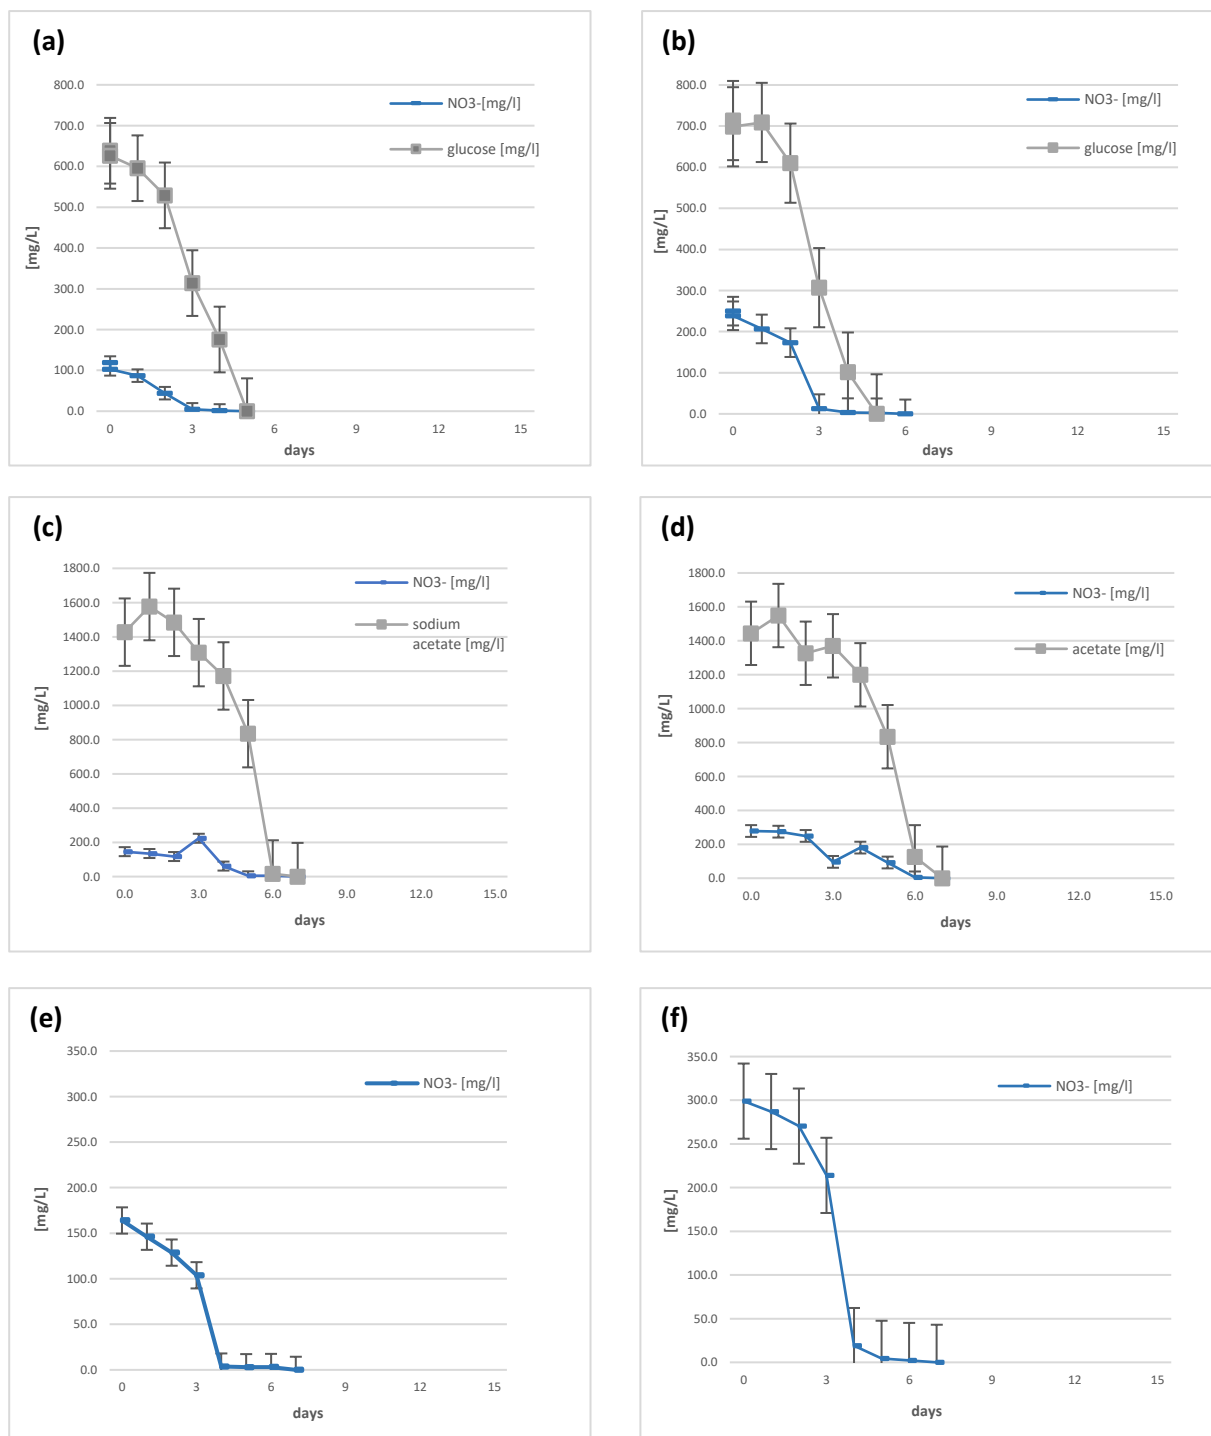 (a)
800.0
700.0
600.0
500.0
400.0
300.0
200.0
100.0
0.0
[mg/L]
NO3-[mg/l]
glucose [mg/l]
0 3 6 9 12 15
days
(b)
800.0
700.0
600.0
500.0
400.0
300.0
200.0
100.0
0.0
[mg/L]
NO3- [mg/l]
glucose [mg/l]
0 3 6 9 12 15
days
(c)
1800.0
1600.0
1400.0
1200.0
1000.0
800.0
600.0
400.0
200.0
0.0
[mg/L]
NO3- [mg/l]
sodium
acetate [mg/l]
0.0 3.0 6.0 9.0 12.0 15.0
days
(d)
1800.0
1600.0
1400.0
1200.0
1000.0
800.0
600.0
400.0
200.0
0.0
[mg/L]
NO3- [mg/l]
acetate [mg/l]
0.0 3.0 6.0 9.0 12.0 15.0
days
(e)
350.0
300.0
250.0
200.0
150.0
100.0
50.0
0.0
[mg/L]
NO3- [mg/l]
0 3 6 9 12 15
days
(f)
350.0
300.0
250.0
200.0
150.0
100.0
50.0
0.0
[mg/L]
NO3- [mg/l]
0 3 6 9 12 15
days